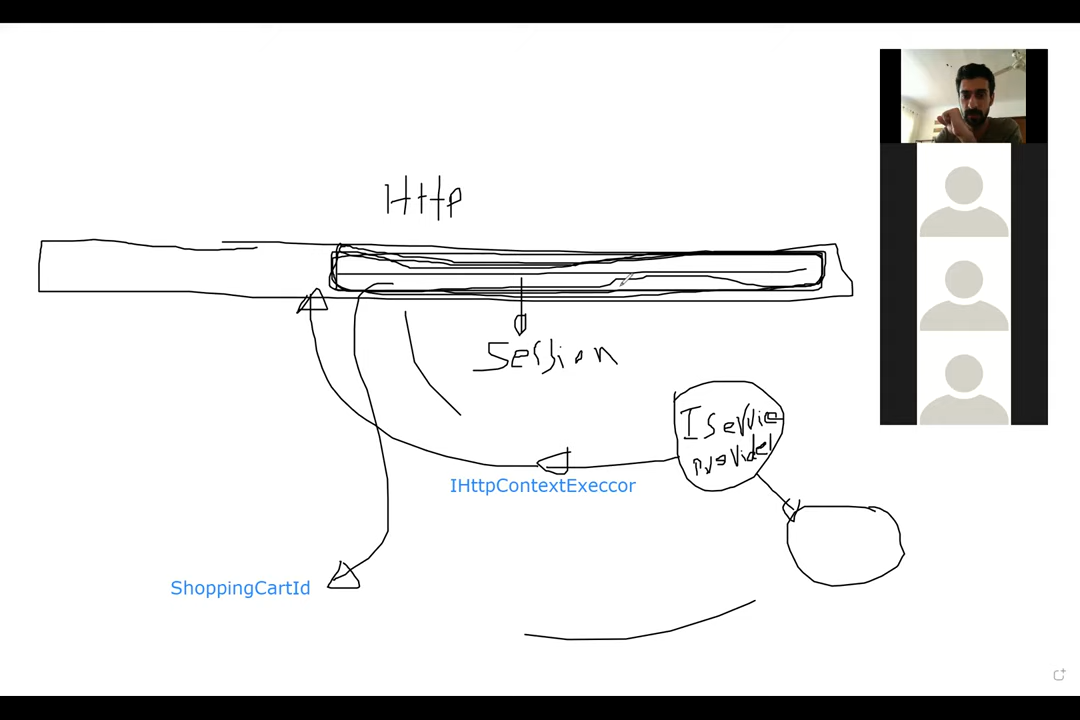 Http
Session
IService
Provider
IHttpContextExeccor
ShoppingCartId